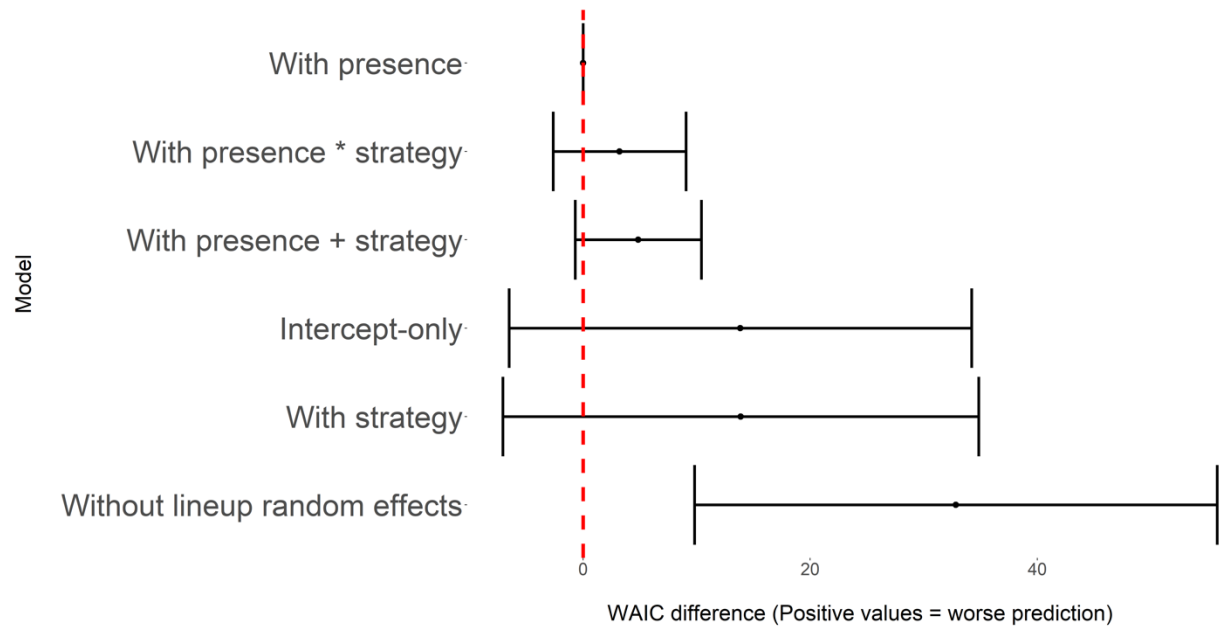 With presence
With presence * strategy
With presence + strategy
Intercept-only
With strategy
Without lineup random effects
Model
0 20 40
WAIC difference (Positive values = worse prediction)